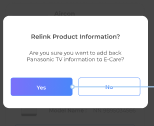 Relink Product Information?
Are you sure you want to add back
Panasonic TV information to E-Care?
Yes
No